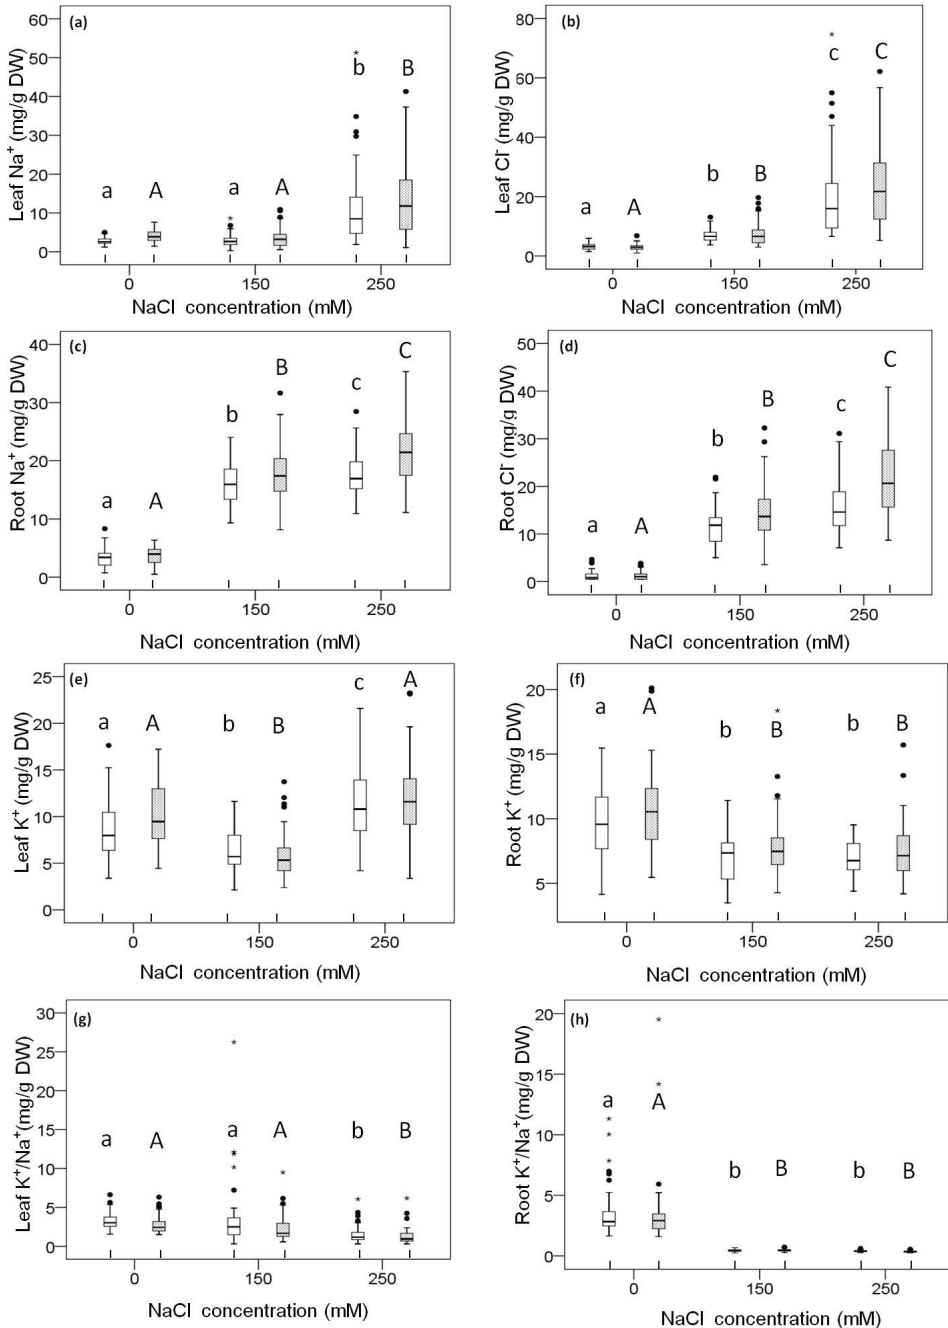 (a)
Leaf Na+ (mg/g DW)
60
50
40
30
20
10
0
a A a A b B
0 150 250
NaCl concentration (mM)
(b)
Leaf Cl- (mg/g DW)
80
60
40
20
0
a A b B c C
0 150 250
NaCl concentration (mM)
(c)
Root Na+ (mg/g DW)
40
30
20
10
0
a A b B c C
0 150 250
NaCl concentration (mM)
(d)
Root Cl- (mg/g DW)
50
40
30
20
10
0
a A b B c C
0 150 250
NaCl concentration (mM)
(e)
Leaf K+ (mg/g DW)
25
20
15
10
5
0
a A b B c A
0 150 250
NaCl concentration (mM)
(f)
Root K+ (mg/g DW)
20
15
10
5
a A b B b B
0 150 250
NaCl concentration (mM)
(g)
Leaf K+/Na+(mg/g DW)
30
25
20
15
10
5
0
a A a A b B
0 150 250
NaCl concentration (mM)
(h)
Root K+/Na+(mg/g DW)
20
15
10
5
0
a A b B b B
0 150 250
NaCl concentration (mM)